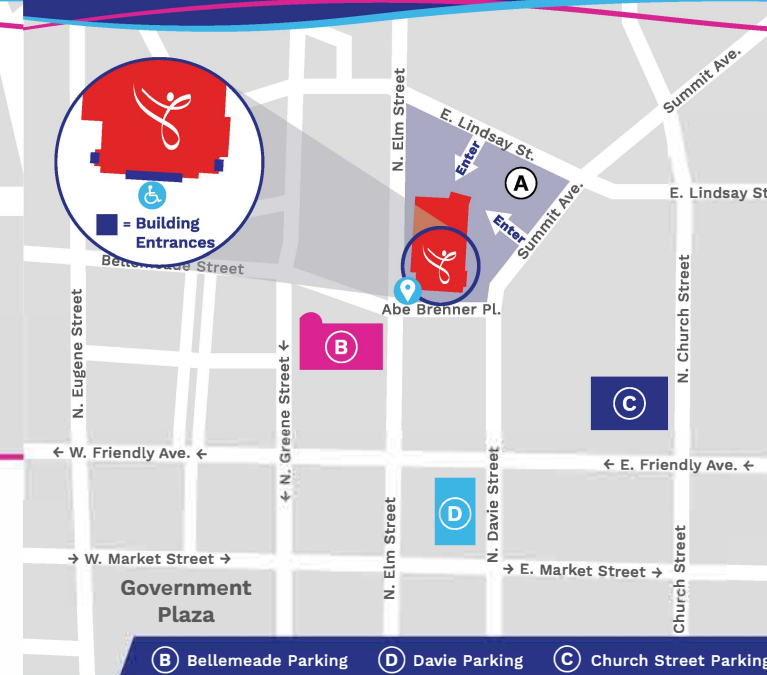 Summit Ave.
N. Elm Street
E. Lindsay St.
Enter
A
E. Lindsay St
= Building
Entrances
Enter
Summit Ave.
Bellemeade Street
Abe Brenner Pl.
N. Eugene Street
B
N. Church Street
← N. Greene Street ←
C
← W. Friendly Ave. ←
← E. Friendly Ave. ←
D
N. Davie Street
N. Elm Street
Church Street
→ W. Market Street →
→ E. Market Street →
Government
Plaza
B Bellemeade Parking D Davie Parking C Church Street Parking